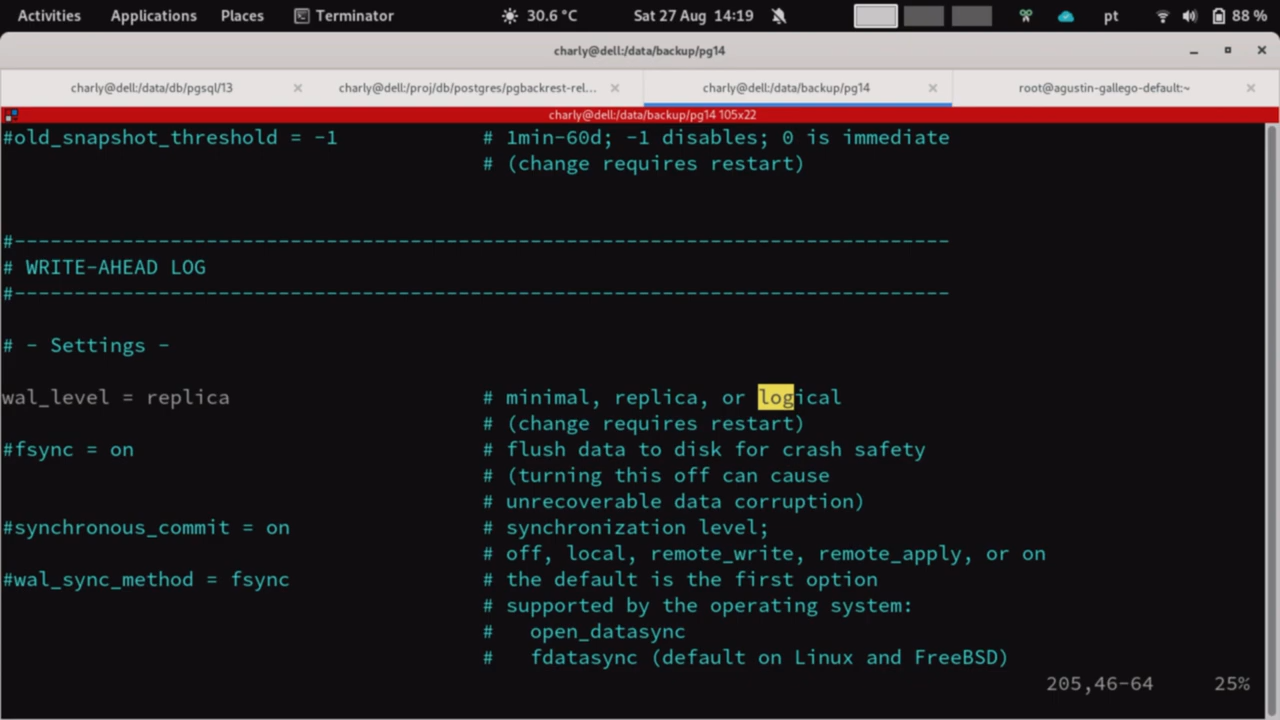 Activities Applications Places Terminator 30.6 °C Sat 27 Aug 14:19 pt 88 %
charly@dell:/data/backup/pg14
charly@dell:/data/db/pgsql/13 charly@dell:/proj/db/postgres/pgbackrest-rel... charly@dell:/data/backup/pg14 root@agustin-gallego-default:~
charly@dell:/data/backup/pg14 105x22
#old_snapshot_threshold = -1 # 1min-60d; -1 disables; 0 is immediate
# (change requires restart)
#------------------------------------------------------------------------------
# WRITE-AHEAD LOG
#------------------------------------------------------------------------------
# - Settings -
wal_level = replica # minimal, replica, or logical
# (change requires restart)
#fsync = on # flush data to disk for crash safety
# (turning this off can cause
# unrecoverable data corruption)
#synchronous_commit = on # synchronization level;
# off, local, remote_write, remote_apply, or on
#wal_sync_method = fsync # the default is the first option
# supported by the operating system:
# open_datasync
# fdatasync (default on Linux and FreeBSD)
205,46-64 25%